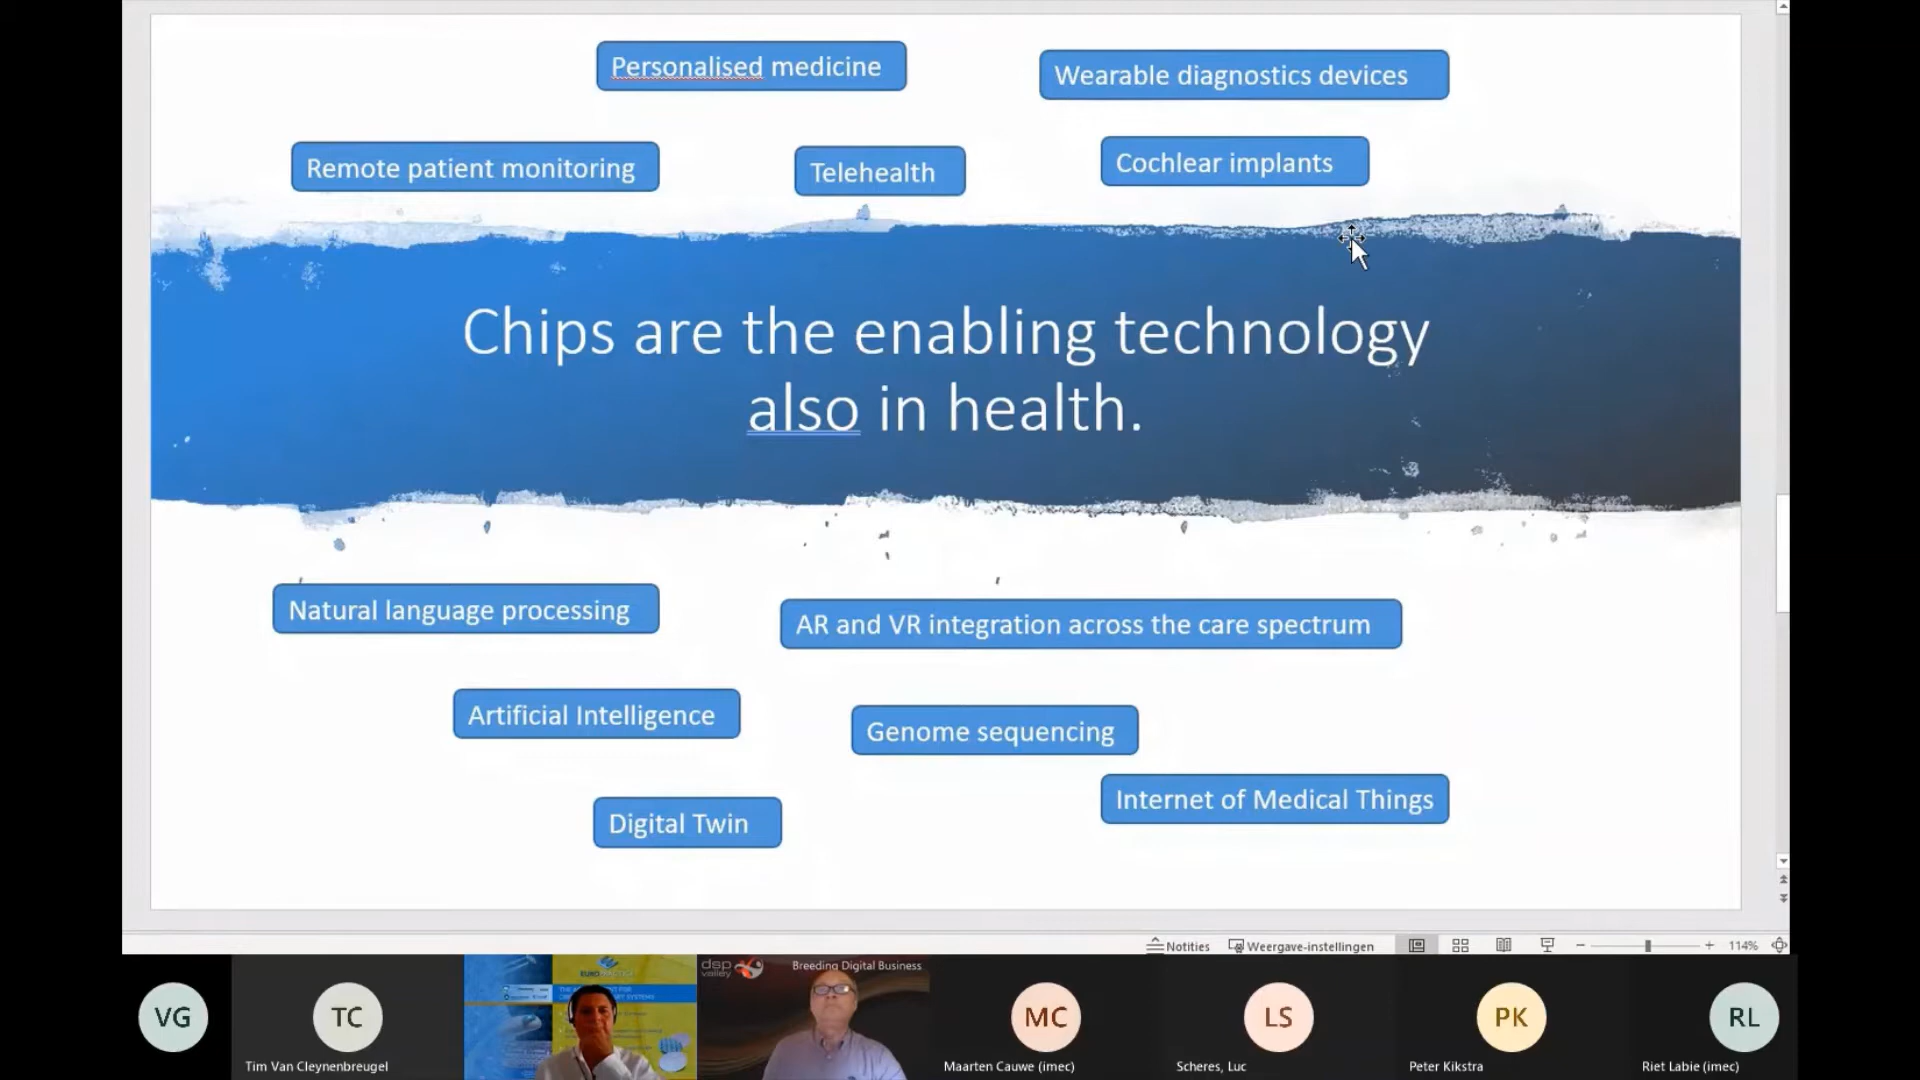 Personalised medicine
Wearable diagnostics devices
Remote patient monitoring
Telehealth
Cochlear implants
Chips are the enabling technology
also in health.
Natural language processing
AR and VR integration across the care spectrum
Artificial Intelligence
Genome sequencing
Internet of Medical Things
Digital Twin
Notities
Weergave-instellingen
114%
VG
TC
Tim Van Cleynenbreugel
dsp
valley
Breeding Digital Business
MC
Maarten Cauwe (imec)
LS
Scheres, Luc
PK
Peter Kikstra
RL
Riet Labie (imec)